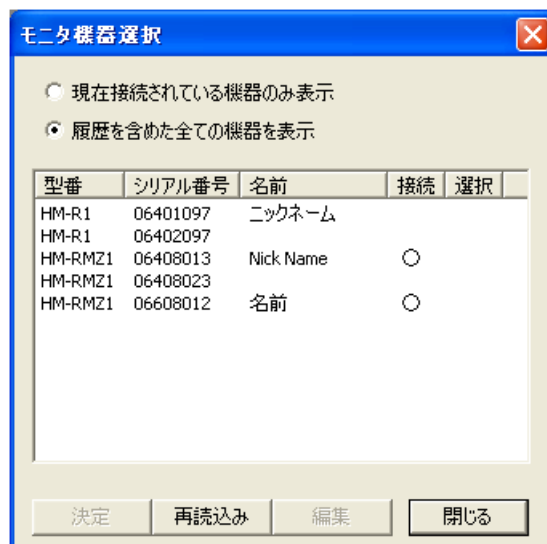 モニタ機器選択
現在接続されている機器のみ表示
履歴を含めた全ての機器を表示
型番 シリアル番号 名前 接続 選択
HM-R1 06401097 ニックネーム
HM-R1 06402097
HM-RMZ1 06408013 Nick Name ○
HM-RMZ1 06408023
HM-RMZ1 06608012 名前 ○
決定 再読込み 編集 閉じる